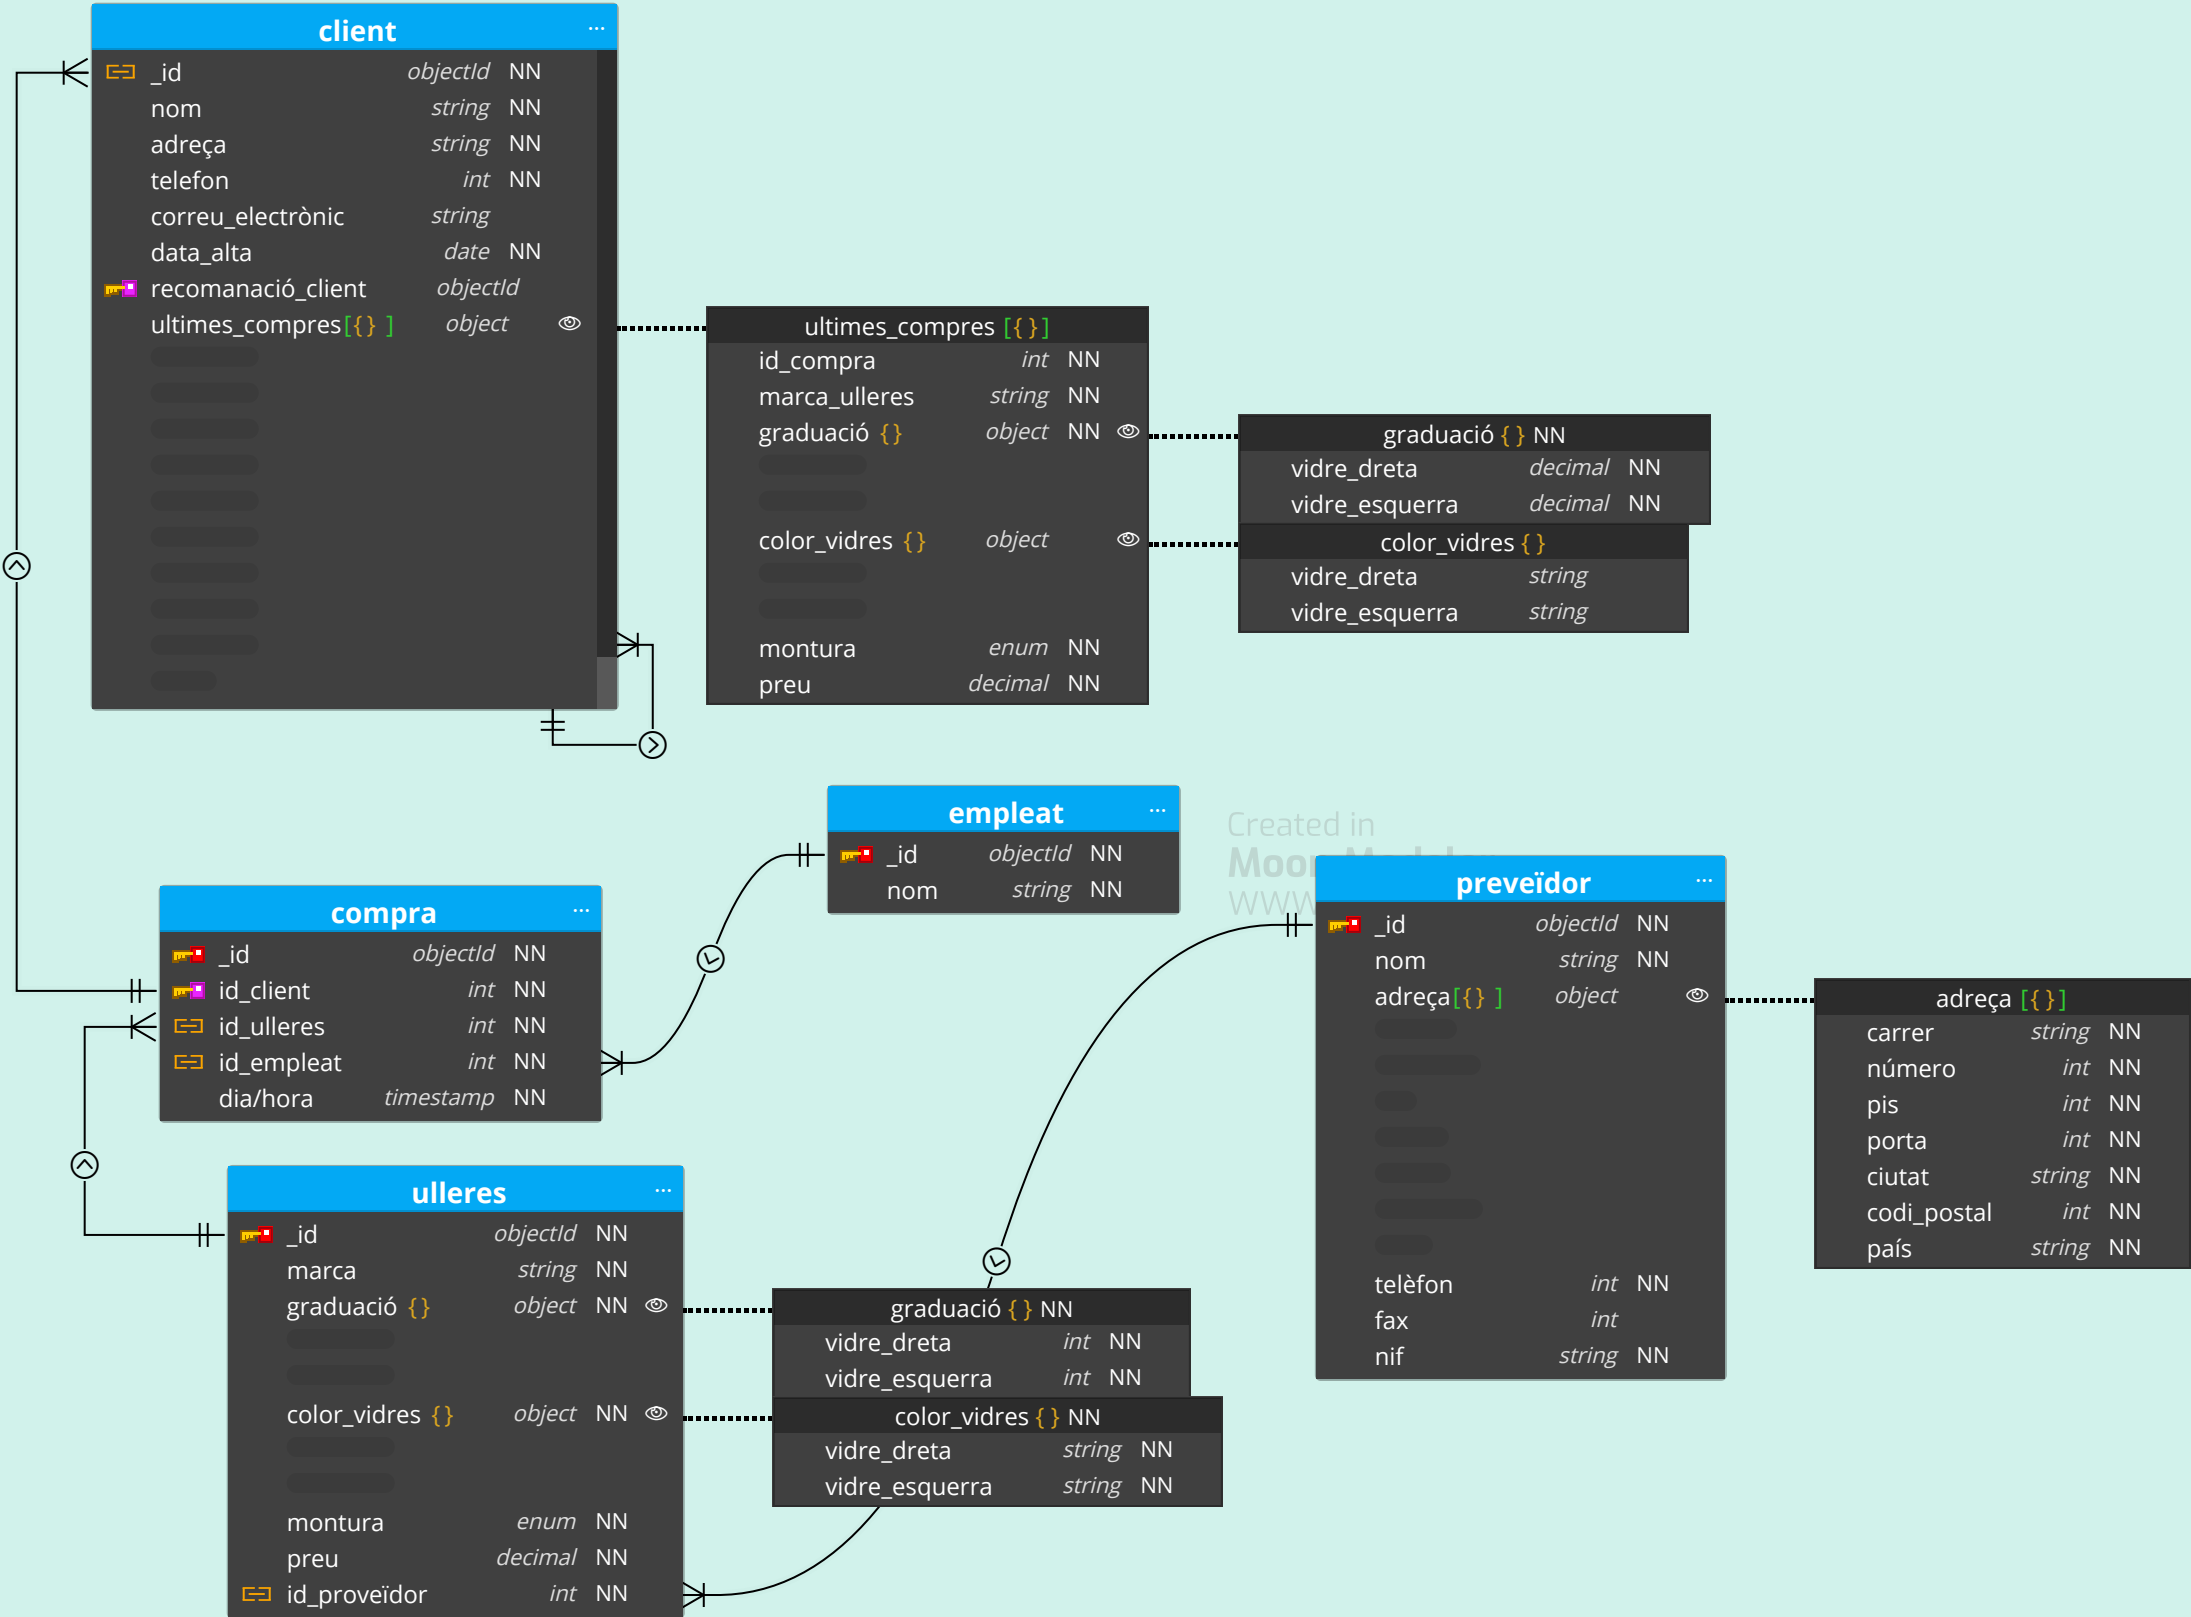 client ...
_id objectId NN
nom string NN
adreça string NN
telefon int NN
correu_electrònic string
data_alta date NN
recomanació_client objectId
ultimes_compres[{} ] object
ultimes_compres [{}]
id_compra int NN
marca_ulleres string NN
graduació {} object NN
color_vidres {} object
montura enum NN
preu decimal NN
graduació {} NN
vidre_dreta decimal NN
vidre_esquerra decimal NN
color_vidres {}
vidre_dreta string
vidre_esquerra string
empleat ...
_id objectId NN
nom string NN
Created in
WWW
compra ...
_id objectId NN
id_client int NN
id_ulleres int NN
id_empleat int NN
dia/hora timestamp NN
preveïdor ...
_id objectId NN
nom string NN
adreça[{} ] object
telèfon int NN
fax int
nif string NN
adreça [{}]
carrer string NN
número int NN
pis int NN
porta int NN
ciutat string NN
codi_postal int NN
país string NN
ulleres ...
_id objectId NN
marca string NN
graduació {} object NN
color_vidres {} object NN
montura enum NN
preu decimal NN
id_proveïdor int NN
graduació {} NN
vidre_dreta int NN
vidre_esquerra int NN
color_vidres {} NN
vidre_dreta string NN
vidre_esquerra string NN